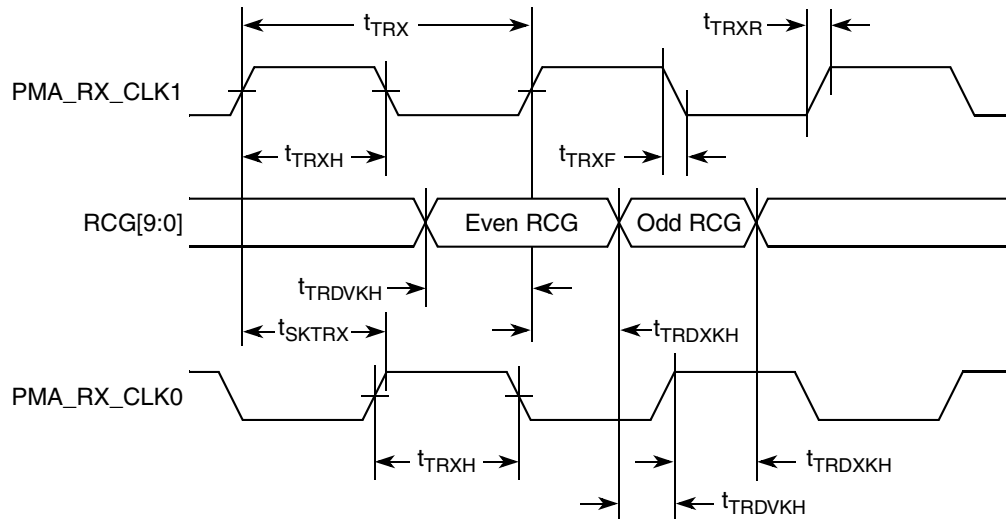 tTRX
tTRXR
PMA_RX_CLK1
tTRXH
tTRXF
RCG[9:0]
Even RCG
Odd RCG
tTRDVKH
tSKTRX
tTRDXKH
PMA_RX_CLK0
tTRXH
tTRDXKH
tTRDVKH